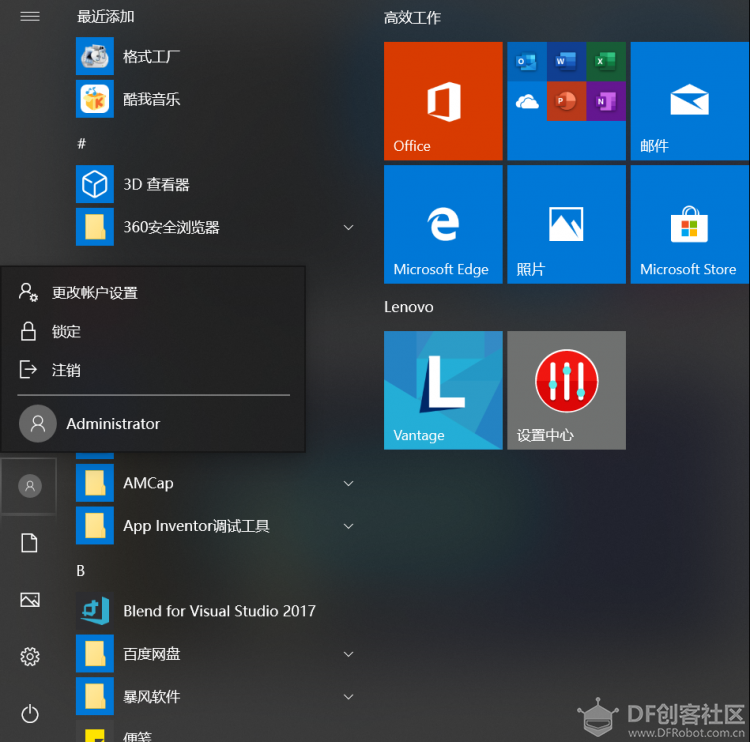 最近添加
格式工厂
酷我音乐
#
3D 查看器
360安全浏览器
更改帐户设置
锁定
注销
Administrator
AMCap
App Inventor调试工具
B
Blend for Visual Studio 2017
百度网盘
暴风软件
便笺
高效工作
Office
邮件
Microsoft Edge
照片
Microsoft Store
Lenovo
L
Vantage
设置中心
DF创客社区
www.DFRobot.com.cn